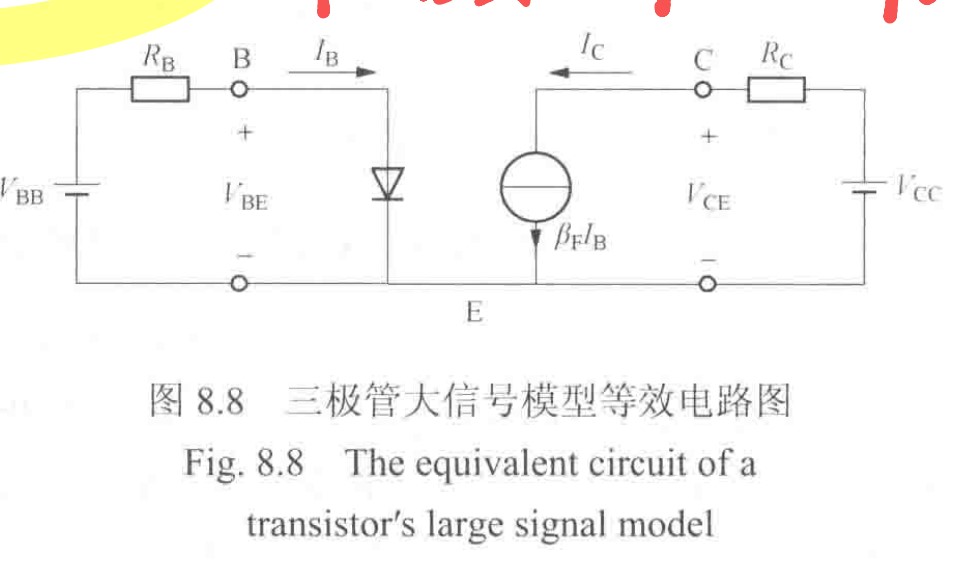 R_B B I_B I_C C R_C
+ +
V_BB V_BE V_CE V_CC
β_F I_B
− −
E
图 8.8 三极管大信号模型等效电路图
Fig. 8.8 The equivalent circuit of a
transistor's large signal model